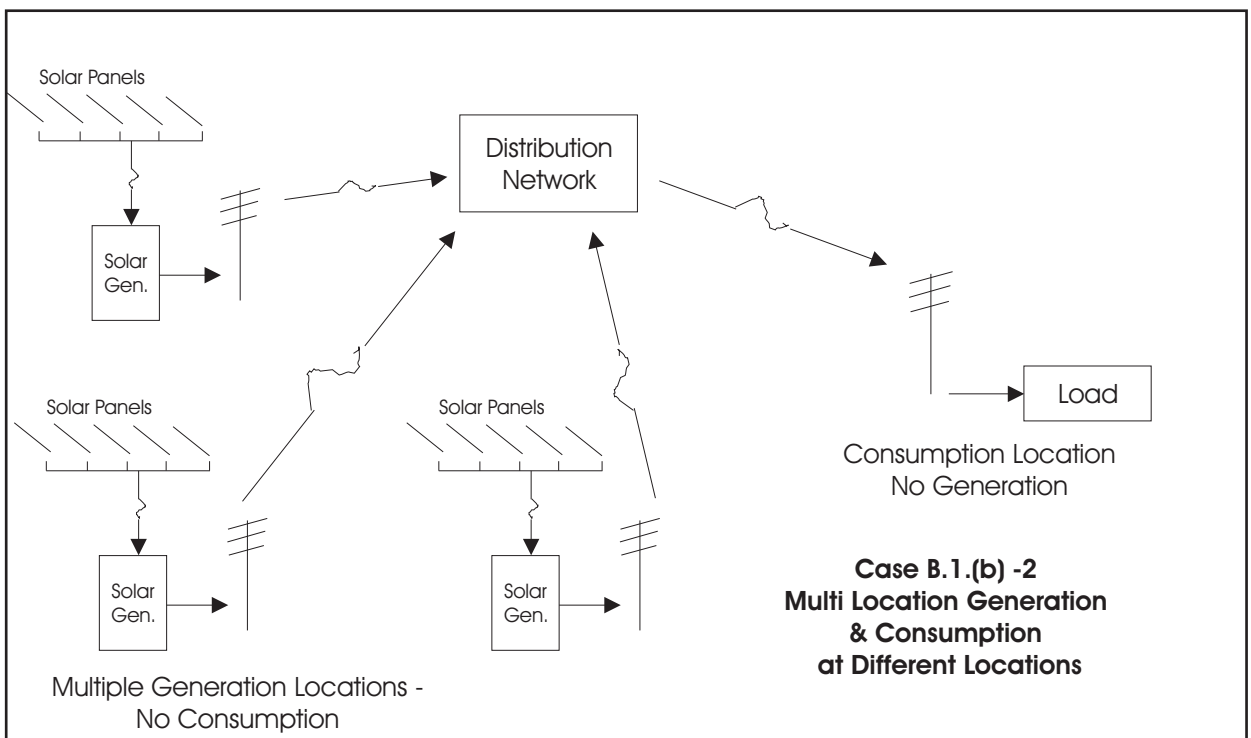 Solar Panels
Distribution
Network
Solar
Gen.
Solar Panels
Solar Panels
Load
Consumption Location
No Generation
Solar
Gen.
Solar
Gen.
Case B.1.(b) -2
Multi Location Generation
& Consumption
at Different Locations
Multiple Generation Locations -
No Consumption